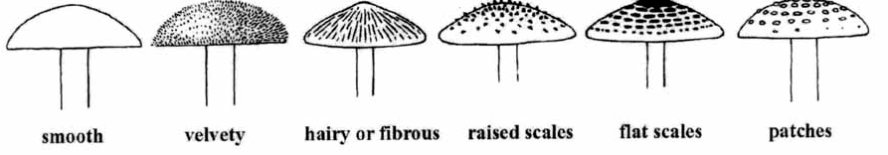 smooth velvety hairy or fibrous raised scales flat scales patches